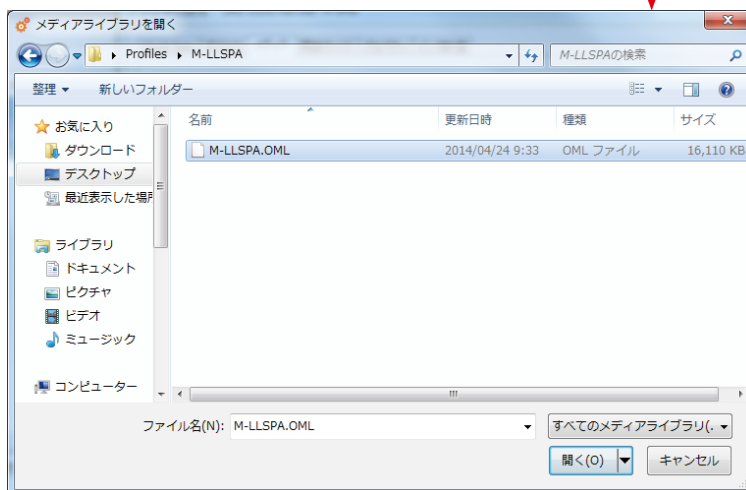 メディアライブラリを開く
Profiles M-LLSPA
M-LLSPAの検索
整理 新しいフォルダー
名前 更新日時 種類 サイズ
M-LLSPA.OML 2014/04/24 9:33 OML ファイル 16,110 KB
お気に入り
ダウンロード
デスクトップ
最近表示した場所
ライブラリ
ドキュメント
ピクチャ
ビデオ
ミュージック
コンピューター
ファイル名(N): M-LLSPA.OML
すべてのメディアライブラリ(.
開く(O) キャンセル